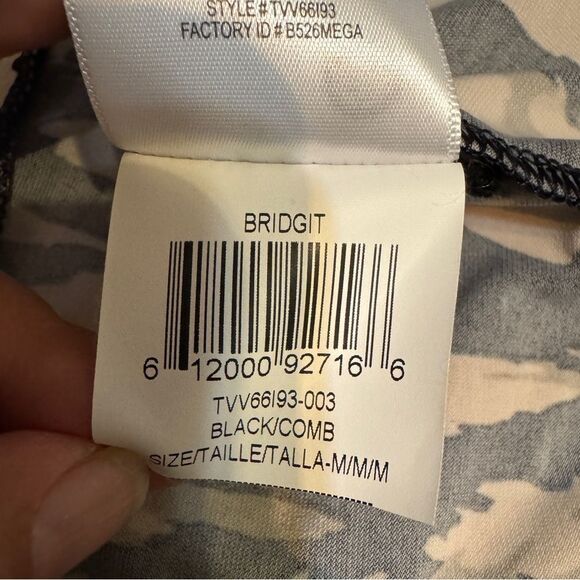 STYLE # TVV66I93
FACTORY ID # B526MEGA
BRIDGIT
6 12000 92716 6
TVV66I93-003
BLACK/COMB
SIZE/TAILLE/TALLA-M/M/M